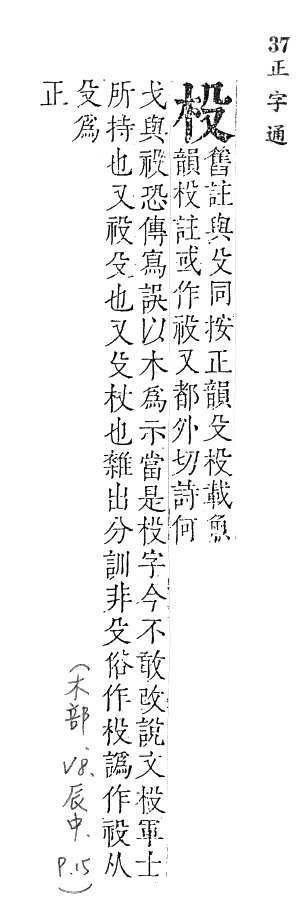 37正字通
杸
舊註與殳同按正韻殳杸載魚
韻杸註或作祋又都外切詩何
戈與祋恐傳寫誤以木爲示當是杸字今不敢改說文杸軍士
所持也又祋殳也又殳杖也雜出分訓非殳俗作杸譌作祋从
殳爲
正
(木部、V8.辰中.P.15)